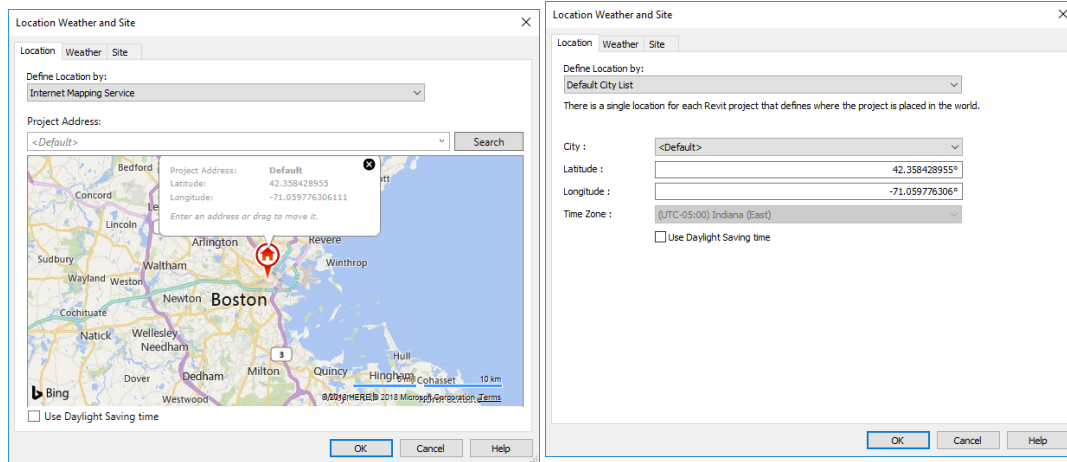 Location Weather and Site
Location Weather Site
Define Location by:
Internet Mapping Service
Project Address:
<Default>
Search
Project Address: Default
Latitude: 42.358428955
Longitude: -71.059776306111
Enter an address or drag to move it.
Bedford
Concord
Lincoln
Arlington
Revere
Sudbury
Waltham
Winthrop
Wayland
Weston
Newton
Boston
Cochituate
Natick
Wellesley
Needham
3
Hull
Dover
Dedham
Milton
Quincy
Hingham
Cohasset
10 km
Bing
Westwood
Terms
Use Daylight Saving time
OK Cancel Help
Location Weather and Site
Location Weather Site
Define Location by:
Default City List
There is a single location for each Revit project that defines where the project is placed in the world.
City : <Default>
Latitude : 42.358428955°
Longitude : -71.059776306°
Time Zone : (UTC-05:00) Indiana (East)
Use Daylight Saving time
OK Cancel Help